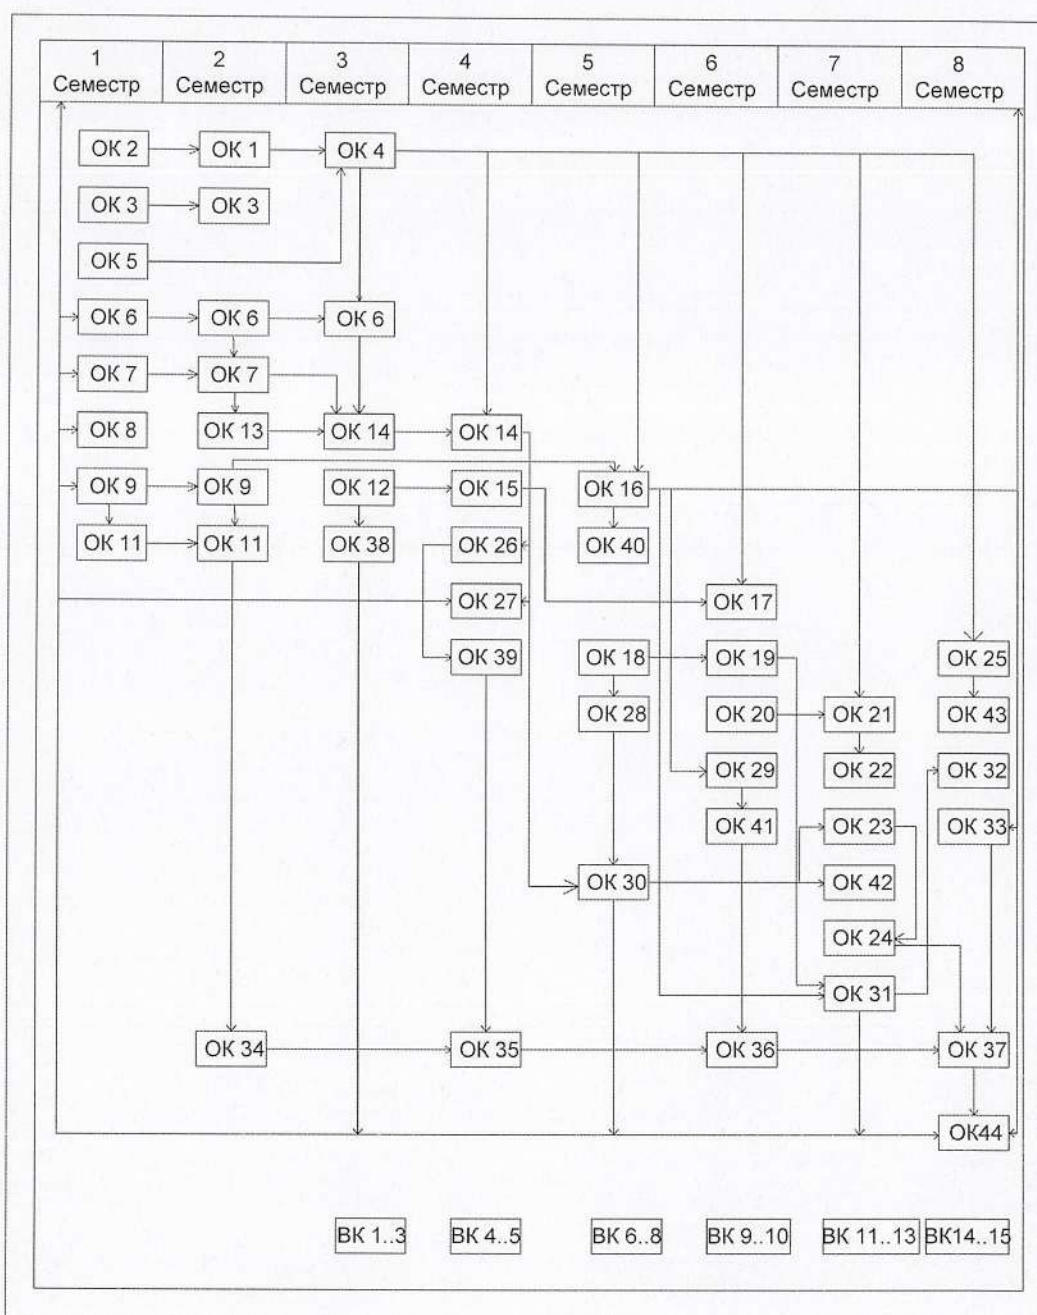 1 2 3 4 5 6 7 8
Семестр Семестр Семестр Семестр Семестр Семестр Семестр Семестр
ОК 2 ОК 1 ОК 4
ОК 3 ОК 3
ОК 5
ОК 6 ОК 6 ОК 6
ОК 7 ОК 7
ОК 8 ОК 13 ОК 14 ОК 14
ОК 9 ОК 9 ОК 12 ОК 15 ОК 16
ОК 11 ОК 11 ОК 38 ОК 26 ОК 40
ОК 27 ОК 17
ОК 39 ОК 18 ОК 19 ОК 25
ОК 28 ОК 20 ОК 21 ОК 43
ОК 29 ОК 22 ОК 32
ОК 41 ОК 23 ОК 33
ОК 30 ОК 42
ОК 24
ОК 31
ОК 34 ОК 35 ОК 36 ОК 37
ОК44
ВК 1..3 ВК 4..5 ВК 6..8 ВК 9..10 ВК 11..13 ВК14..15